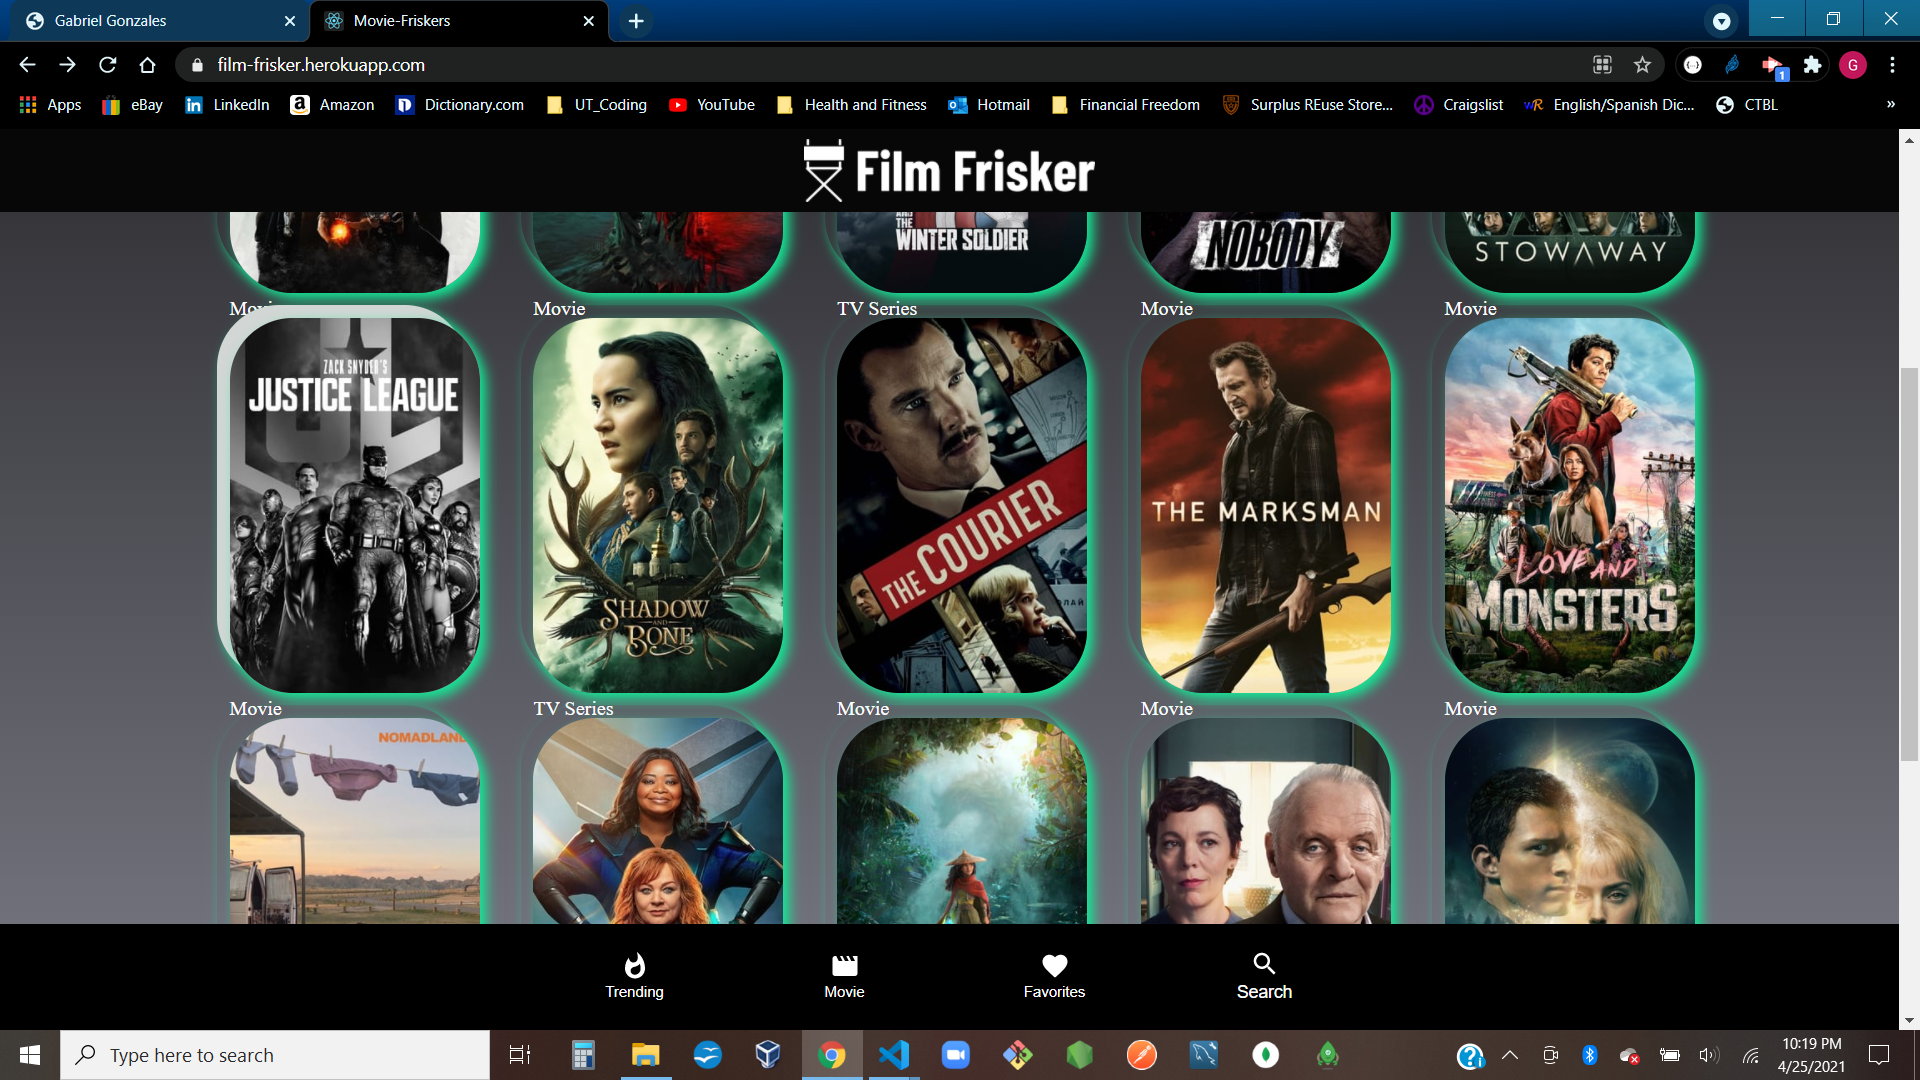 Gabriel Gonzales
Movie-Friskers
film-frisker.herokuapp.com
G
1
Apps
eBay
LinkedIn
Amazon
Dictionary.com
UT_Coding
YouTube
Health and Fitness
Hotmail
Financial Freedom
Surplus REuse Store...
Craigslist
English/Spanish Dic...
CTBL
»
Film Frisker
AND
THE
WINTER SOLDIER
NOBODY
STOWAWAY
Movie
Movie
TV Series
Movie
Movie
ZACK SNYDER'S
JUSTICE LEAGUE
SHADOW
AND
BONE
THE COURIER
THE MARKSMAN
LOVE AND
MONSTERS
Movie
TV Series
Movie
Movie
Movie
NOMADLAND
Trending
Movie
Favorites
Search
Type here to search
10:19 PM
4/25/2021